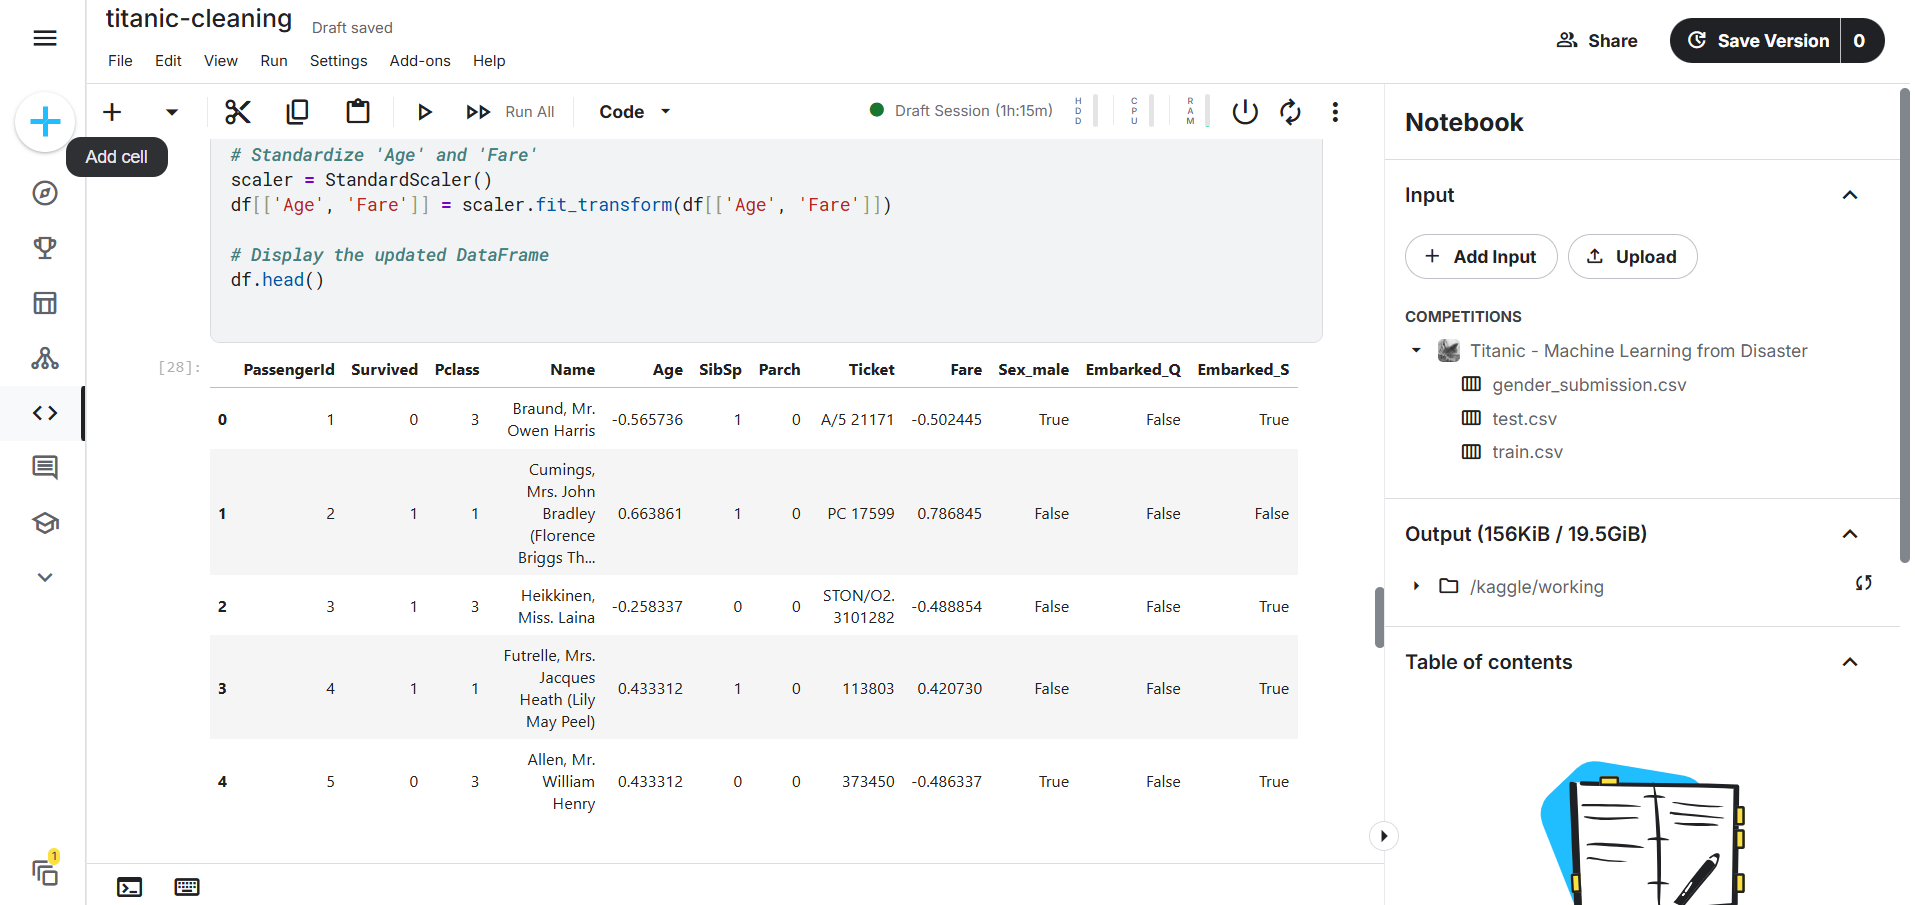 titanic-cleaning Draft saved
File Edit View Run Settings Add-ons Help
Share
Save Version 0
Add cell
Run All
Code
Draft Session (1h:15m)
HDD
CPU
RAM
# Standardize 'Age' and 'Fare'
scaler = StandardScaler()
df[['Age', 'Fare']] = scaler.fit_transform(df[['Age', 'Fare']])
# Display the updated DataFrame
df.head()
[28]:
PassengerId Survived Pclass Name Age SibSp Parch Ticket Fare Sex_male Embarked_Q Embarked_S
0 1 0 3 Braund, Mr. Owen Harris -0.565736 1 0 A/5 21171 -0.502445 True False True
1 2 1 1 Cumings, Mrs. John Bradley (Florence Briggs Th... 0.663861 1 0 PC 17599 0.786845 False False False
2 3 1 3 Heikkinen, Miss. Laina -0.258337 0 0 STON/O2. 3101282 -0.488854 False False True
3 4 1 1 Futrelle, Mrs. Jacques Heath (Lily May Peel) 0.433312 1 0 113803 0.420730 False False True
4 5 0 3 Allen, Mr. William Henry 0.433312 0 0 373450 -0.486337 True False True
1
Notebook
Input
Add Input
Upload
COMPETITIONS
Titanic - Machine Learning from Disaster
gender_submission.csv
test.csv
train.csv
Output (156KiB / 19.5GiB)
/kaggle/working
Table of contents